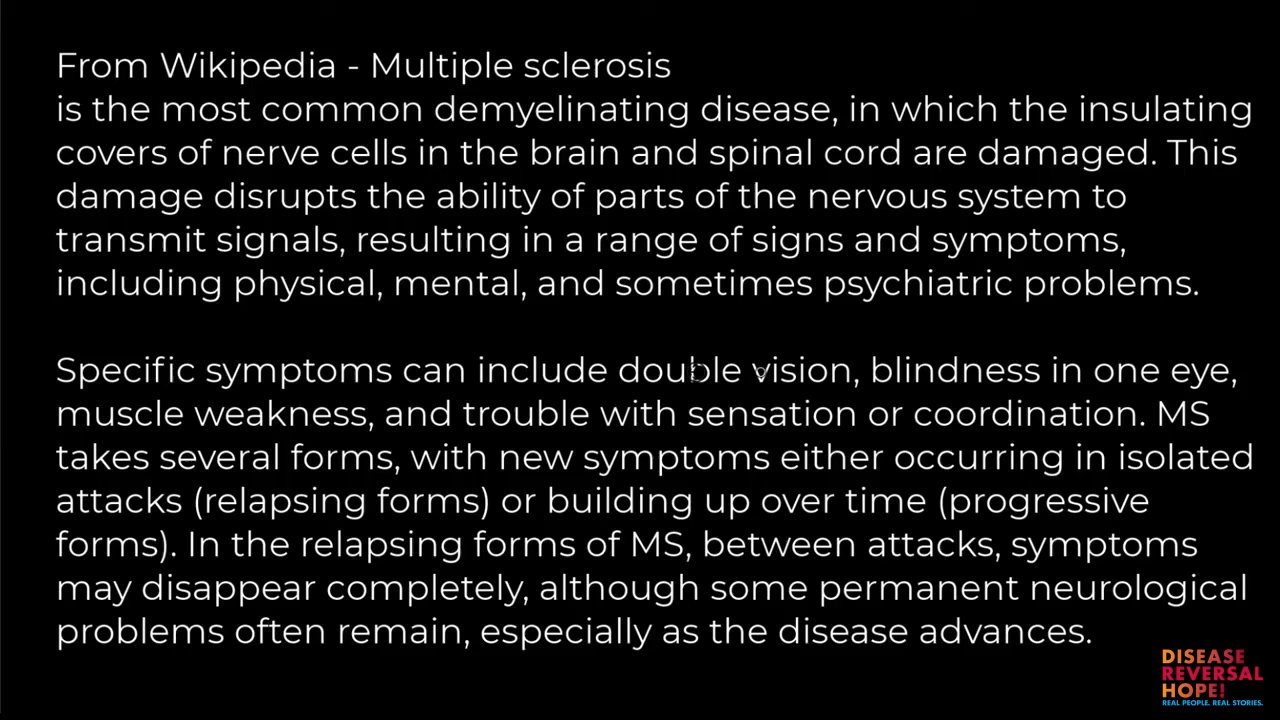 From Wikipedia - Multiple sclerosis
is the most common demyelinating disease, in which the insulating
covers of nerve cells in the brain and spinal cord are damaged. This
damage disrupts the ability of parts of the nervous system to
transmit signals, resulting in a range of signs and symptoms,
including physical, mental, and sometimes psychiatric problems.
Specific symptoms can include double vision, blindness in one eye,
muscle weakness, and trouble with sensation or coordination. MS
takes several forms, with new symptoms either occurring in isolated
attacks (relapsing forms) or building up over time (progressive
forms). In the relapsing forms of MS, between attacks, symptoms
may disappear completely, although some permanent neurological
problems often remain, especially as the disease advances.
DISEASE
REVERSAL
HOPE!
REAL PEOPLE. REAL STORIES.